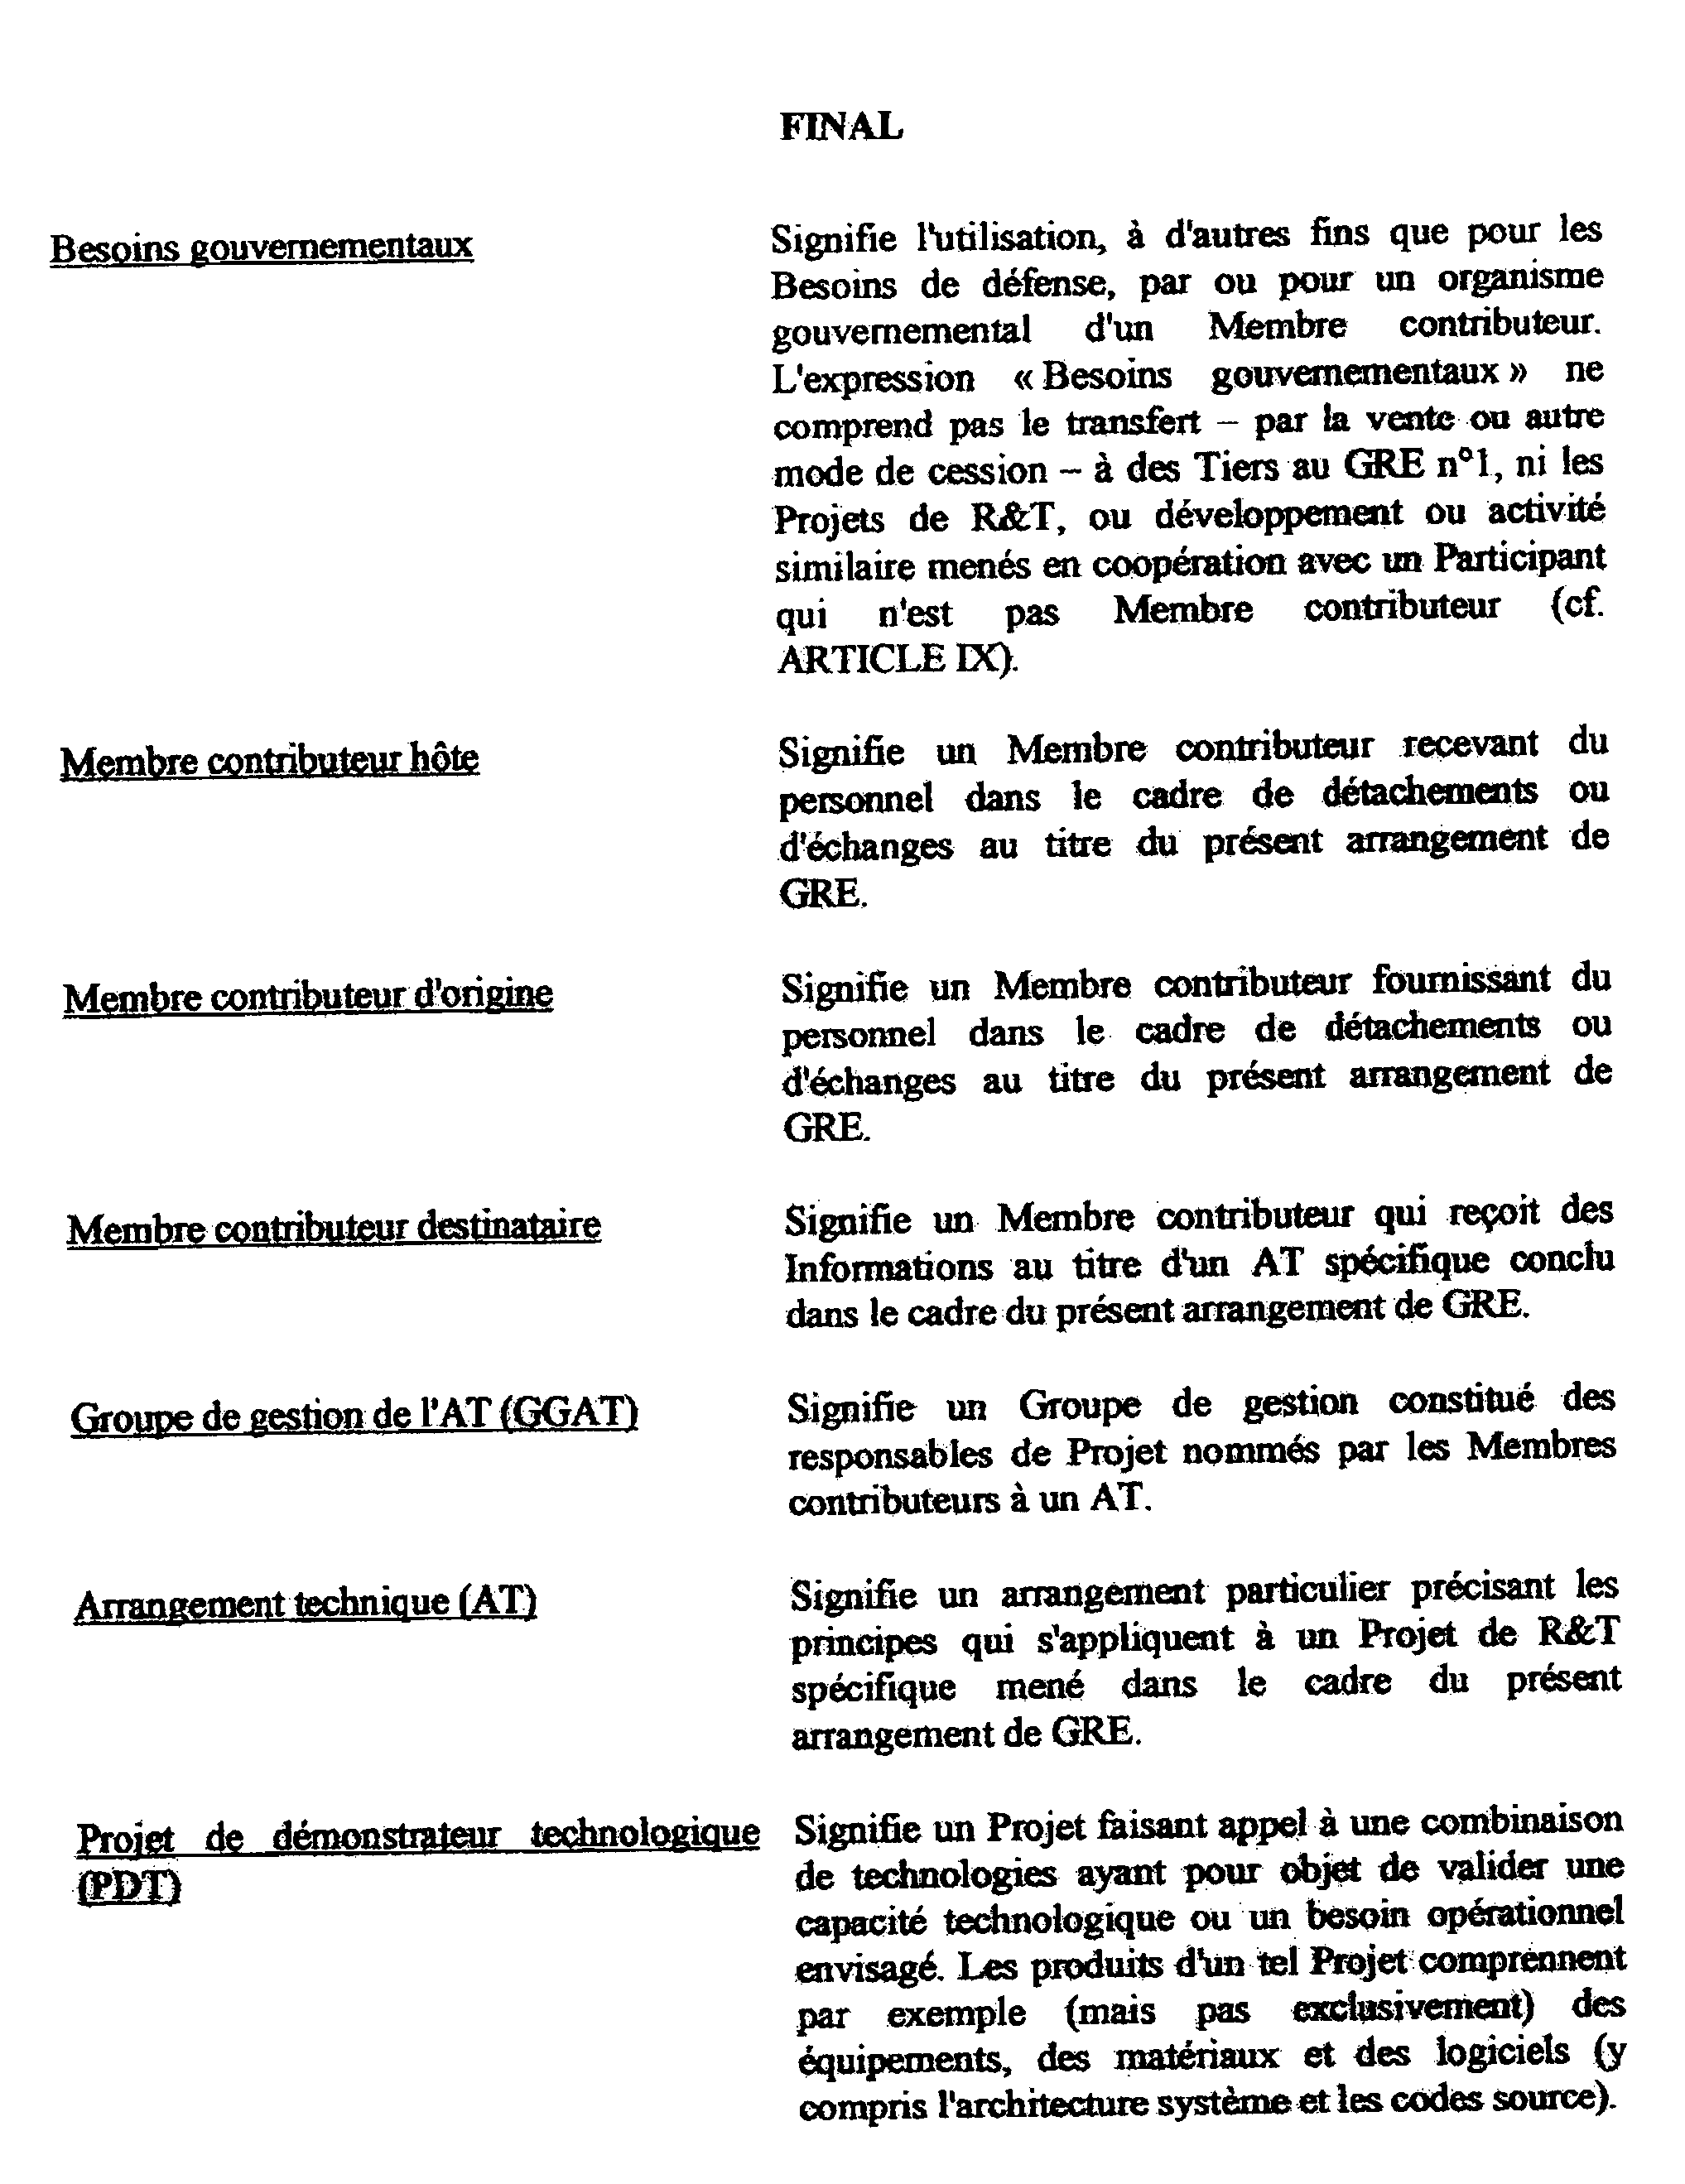 FINAL
Besoins gouvernementaux
Signifie l'utilisation, à d'autres fins que pour les
Besoins de défense, par ou pour un organisme
gouvernemental d'un Membre contributeur.
L'expression « Besoins gouvernementaux » ne
comprend pas le transfert – par la vente ou autre
mode de cession – à des Tiers au GRE n°1, ni les
Projets de R&T, ou développement ou activité
similaire menés en coopération avec un Participant
qui n'est pas Membre contributeur (cf.
ARTICLE IX).
Membre contributeur hôte
Signifie un Membre contributeur recevant du
personnel dans le cadre de détachements ou
d'échanges au titre du présent arrangement de
GRE.
Membre contributeur d'origine
Signifie un Membre contributeur fournissant du
personnel dans le cadre de détachements ou
d'échanges au titre du présent arrangement de
GRE.
Membre contributeur destinataire
Signifie un Membre contributeur qui reçoit des
Informations au titre d'un AT spécifique conclu
dans le cadre du présent arrangement de GRE.
Groupe de gestion de l'AT (GGAT)
Signifie un Groupe de gestion constitué des
responsables de Projet nommés par les Membres
contributeurs à un AT.
Arrangement technique (AT)
Signifie un arrangement particulier précisant les
principes qui s'appliquent à un Projet de R&T
spécifique mené dans le cadre du présent
arrangement de GRE.
Projet de démonstrateur technologique
(PDT)
Signifie un Projet faisant appel à une combinaison
de technologies ayant pour objet de valider une
capacité technologique ou un besoin opérationnel
envisagé. Les produits d'un tel Projet comprennent
par exemple (mais pas exclusivement) des
équipements, des matériaux et des logiciels (y
compris l'architecture système et les codes source).